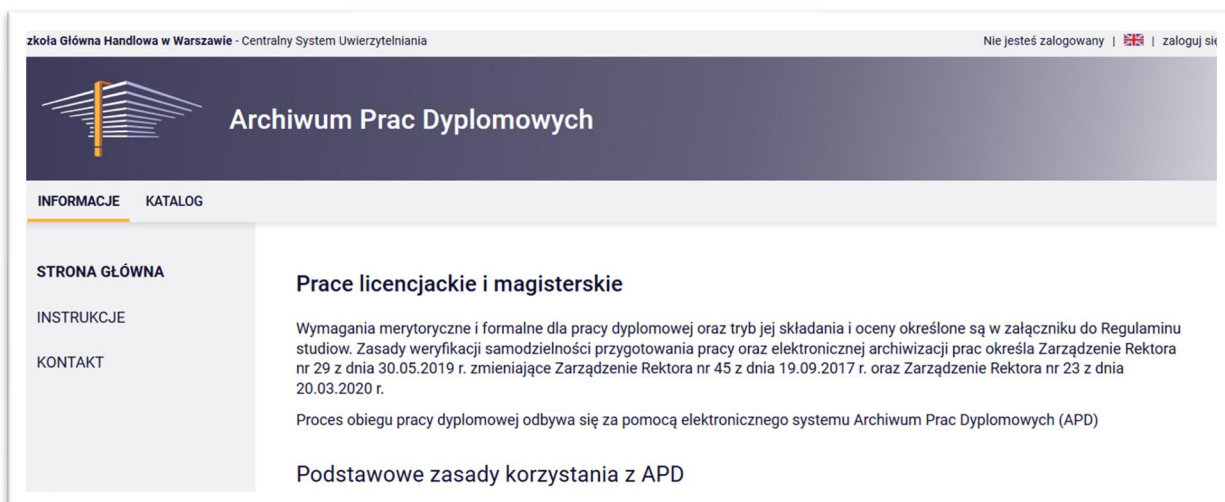 zkoła Główna Handlowa w Warszawie - Centralny System Uwierzytelniania
Nie jesteś zalogowany | | zaloguj się
Archiwum Prac Dyplomowych
INFORMACJE KATALOG
STRONA GŁÓWNA
INSTRUKCJE
KONTAKT
Prace licencjackie i magisterskie
Wymagania merytoryczne i formalne dla pracy dyplomowej oraz tryb jej składania i oceny określone są w załączniku do Regulaminu
studiow. Zasady weryfikacji samodzielności przygotowania pracy oraz elektronicznej archiwizacji prac określa Zarządzenie Rektora
nr 29 z dnia 30.05.2019 r. zmieniające Zarządzenie Rektora nr 45 z dnia 19.09.2017 r. oraz Zarządzenie Rektora nr 23 z dnia
20.03.2020 r.
Proces obiegu pracy dyplomowej odbywa się za pomocą elektronicznego systemu Archiwum Prac Dyplomowych (APD)
Podstawowe zasady korzystania z APD